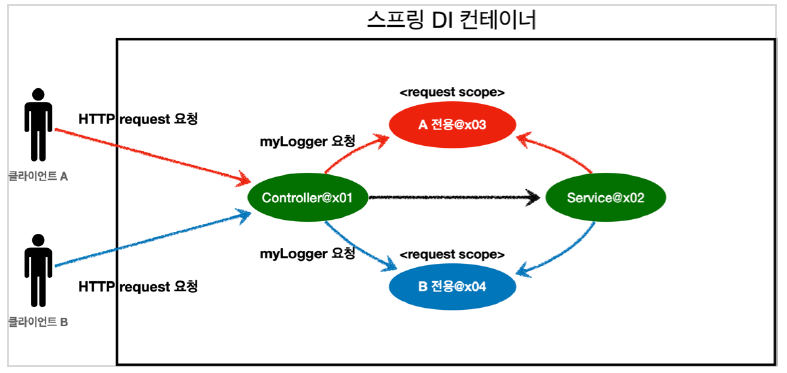 스프링 DI 컨테이너
<request scope>
HTTP request 요청
A 전용@x03
myLogger 요청
클라이언트 A
Controller@x01
Service@x02
myLogger 요청
<request scope>
HTTP request 요청
B 전용@x04
클라이언트 B